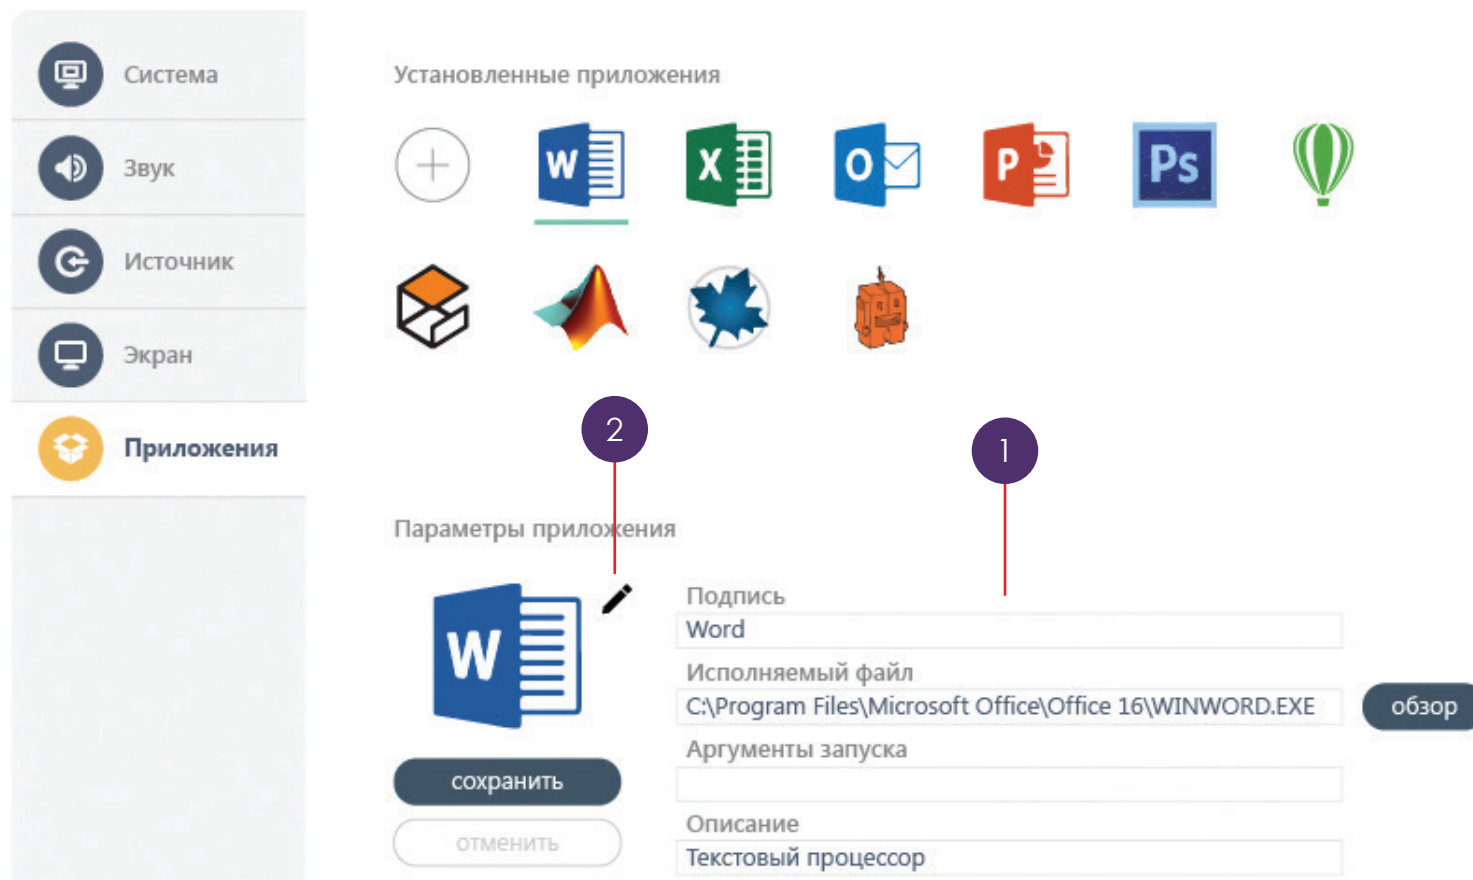 Система
Звук
Источник
Экран
Приложения
Установленные приложения
W
X
O
P
Ps
2
1
Параметры приложения
W
сохранить
отменить
Подпись
Word
Исполняемый файл
C:\Program Files\Microsoft Office\Office 16\WINWORD.EXE
обзор
Аргументы запуска
Описание
Текстовый процессор